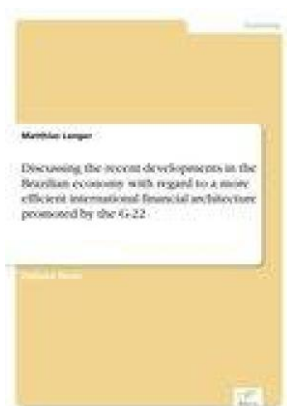 Matthias Langer
Discussing the recent developments in the
Brazilian economy with regard to a more
efficient international financial architecture
promoted by the G-22